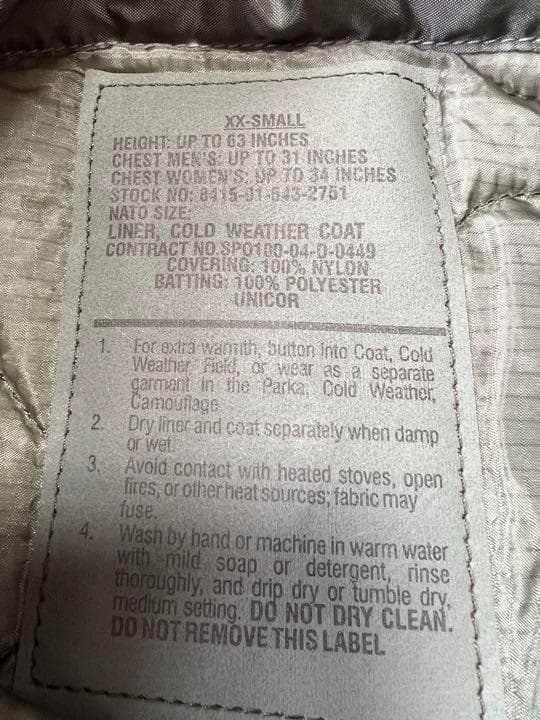 XX-SMALL
HEIGHT: UP TO 63 INCHES
CHEST MEN'S: UP TO 31 INCHES
CHEST WOMEN'S: UP TO 34 INCHES
STOCK NO: 8415-01-543-2751
NATO SIZE:
LINER, COLD WEATHER COAT
CONTRACT NO.SPO100-04-D-0449
COVERING: 100% NYLON
BATTING: 100% POLYESTER
UNICOR
1. For extra warmth, button into Coat, Cold
Weather Field, or wear as a separate
garment in the Parka, Cold Weather,
Camouflage
2. Dry liner and coat separately when damp
or wet.
3. Avoid contact with heated stoves, open
fires, or other heat sources; fabric may
fuse.
4. Wash by hand or machine in warm water
with mild soap or detergent, rinse
thoroughly, and drip dry or tumble dry,
medium setting. DO NOT DRY CLEAN.
DO NOT REMOVE THIS LABEL